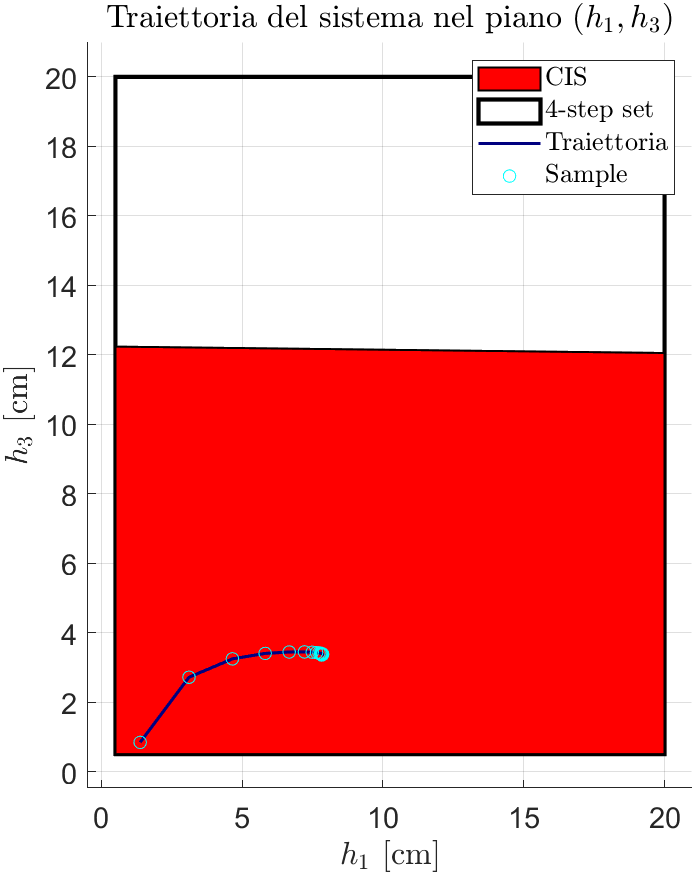 Traiettoria del sistema nel piano (h₁, h₃)
CIS
4-step set
Traiettoria
Sample
h₃ [cm]
20
18
16
14
12
10
8
6
4
2
0
0 5 10 15 20
h₁ [cm]